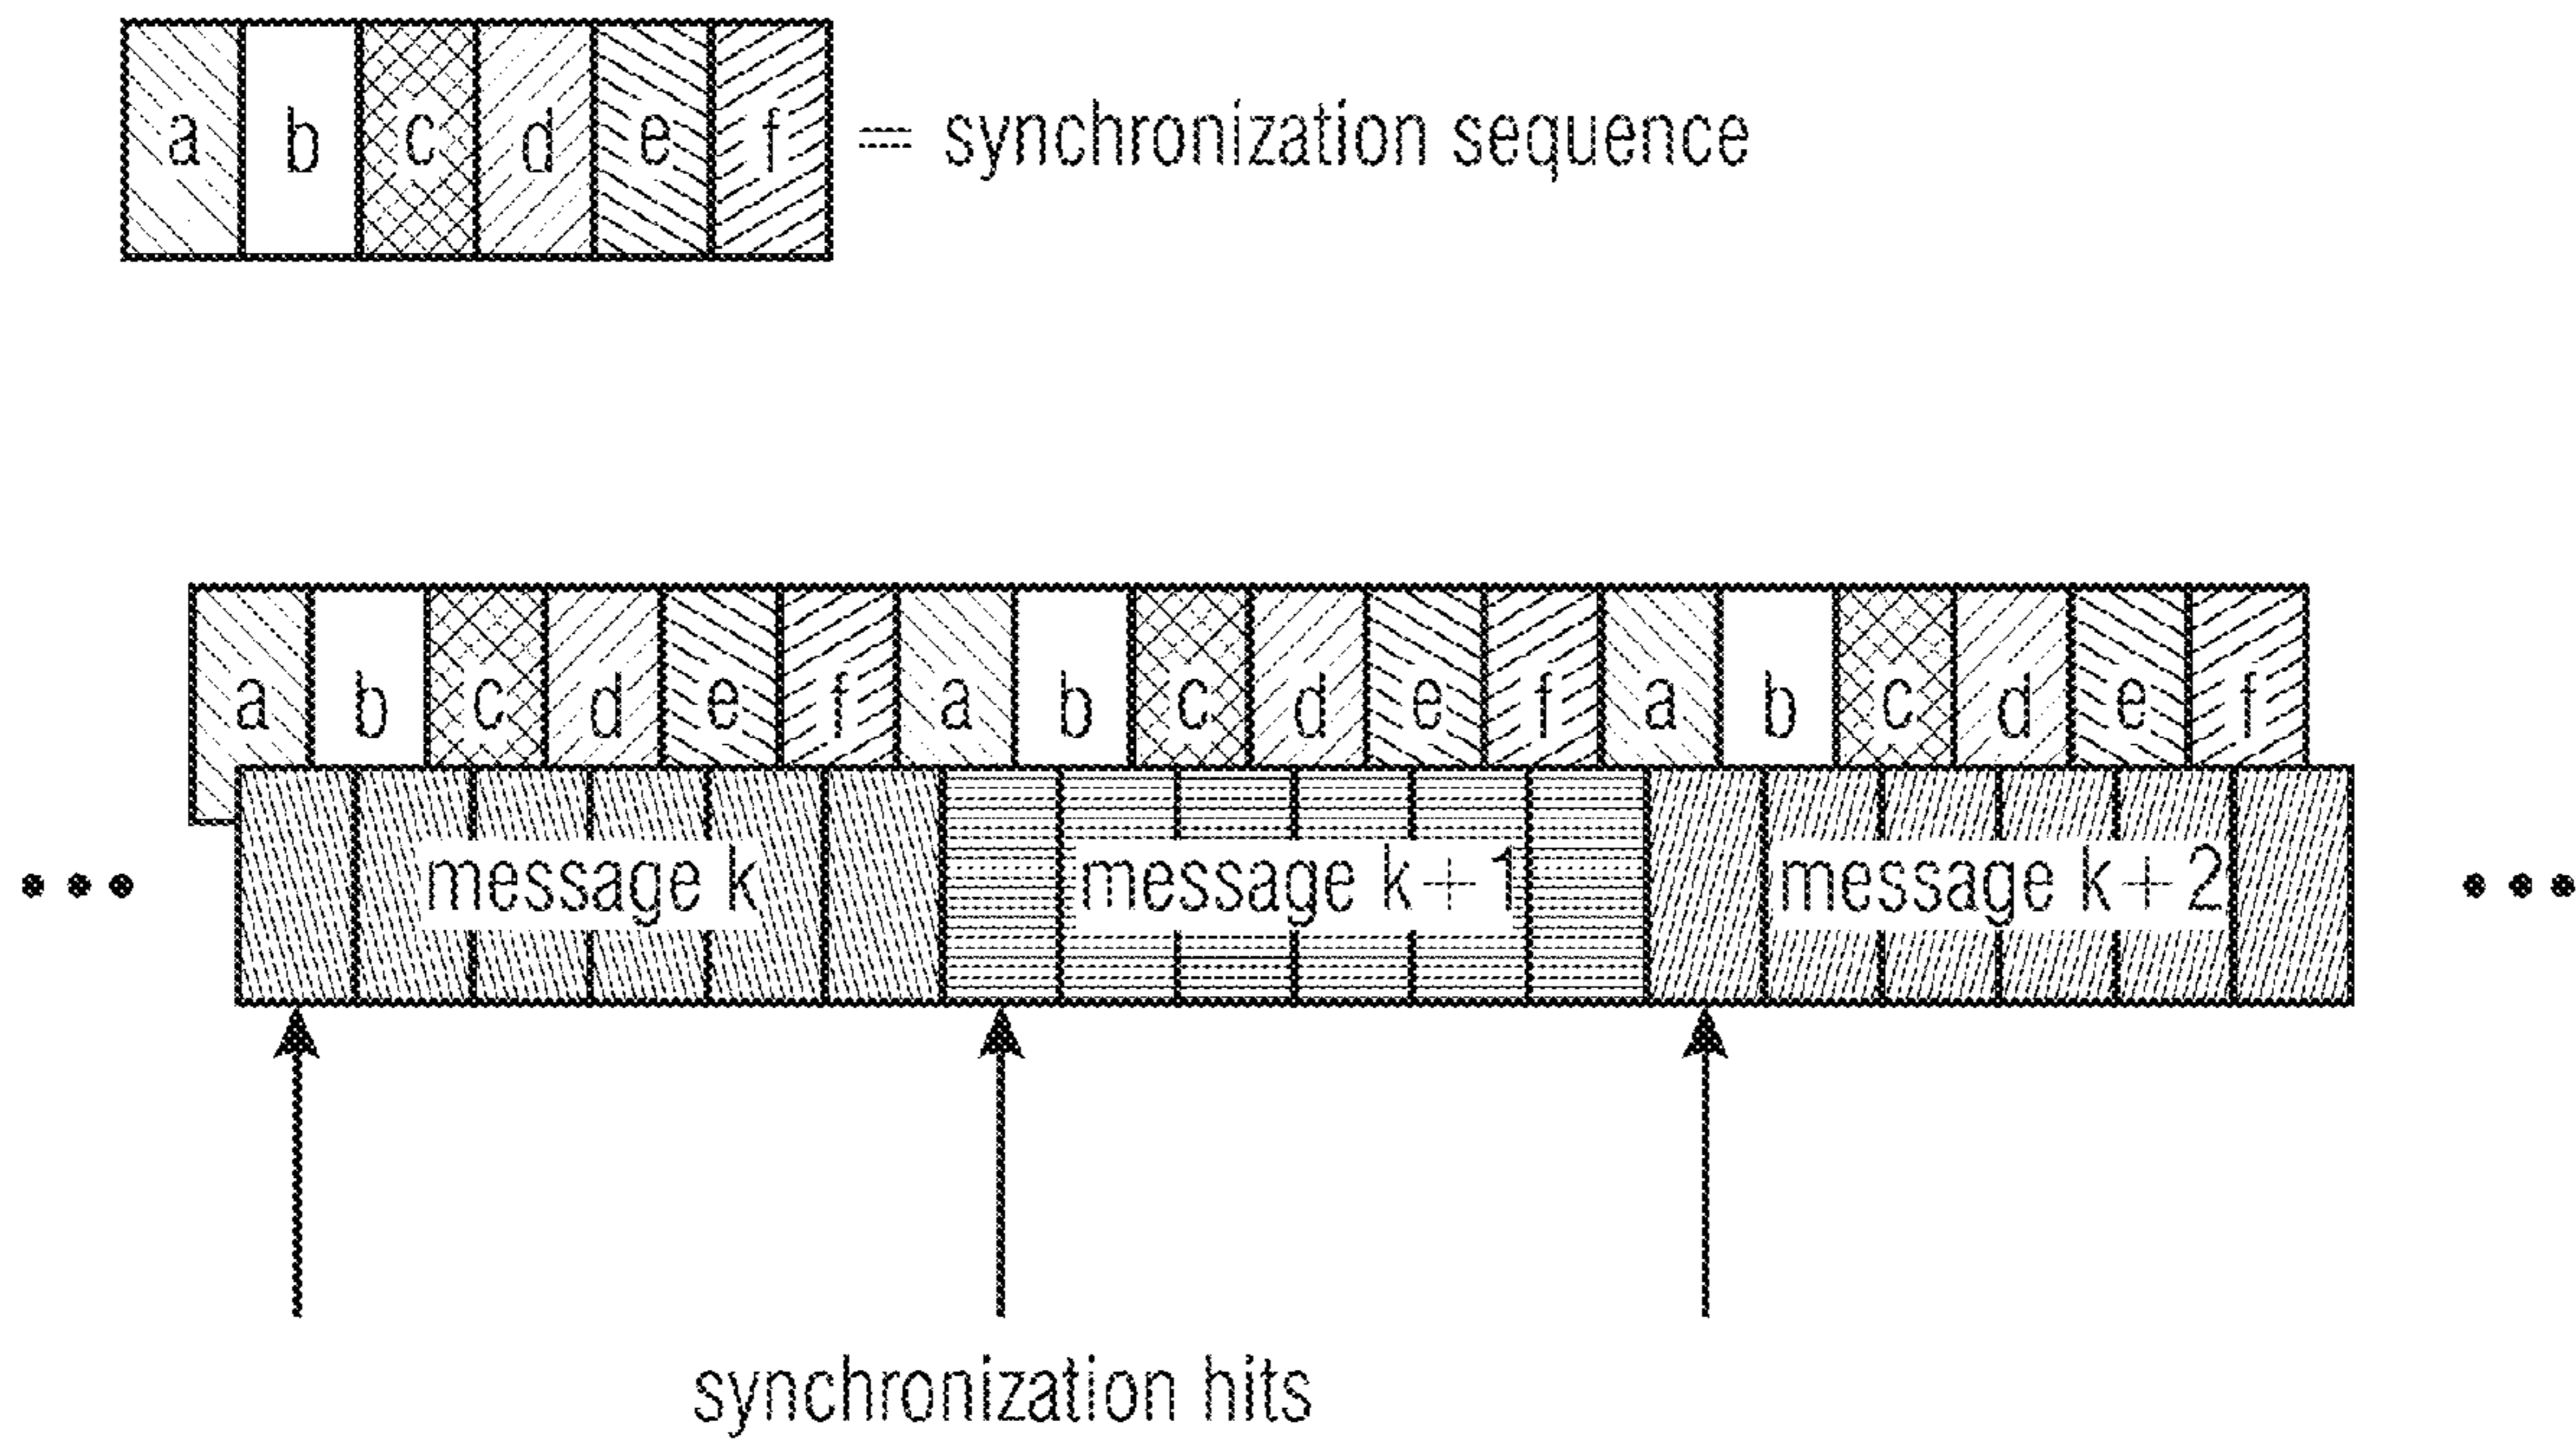 a b c d e f = synchronization sequence
a b c d e f a b c d e f a b c d e f
••• message k message k+1 message k+2 •••
synchronization hits